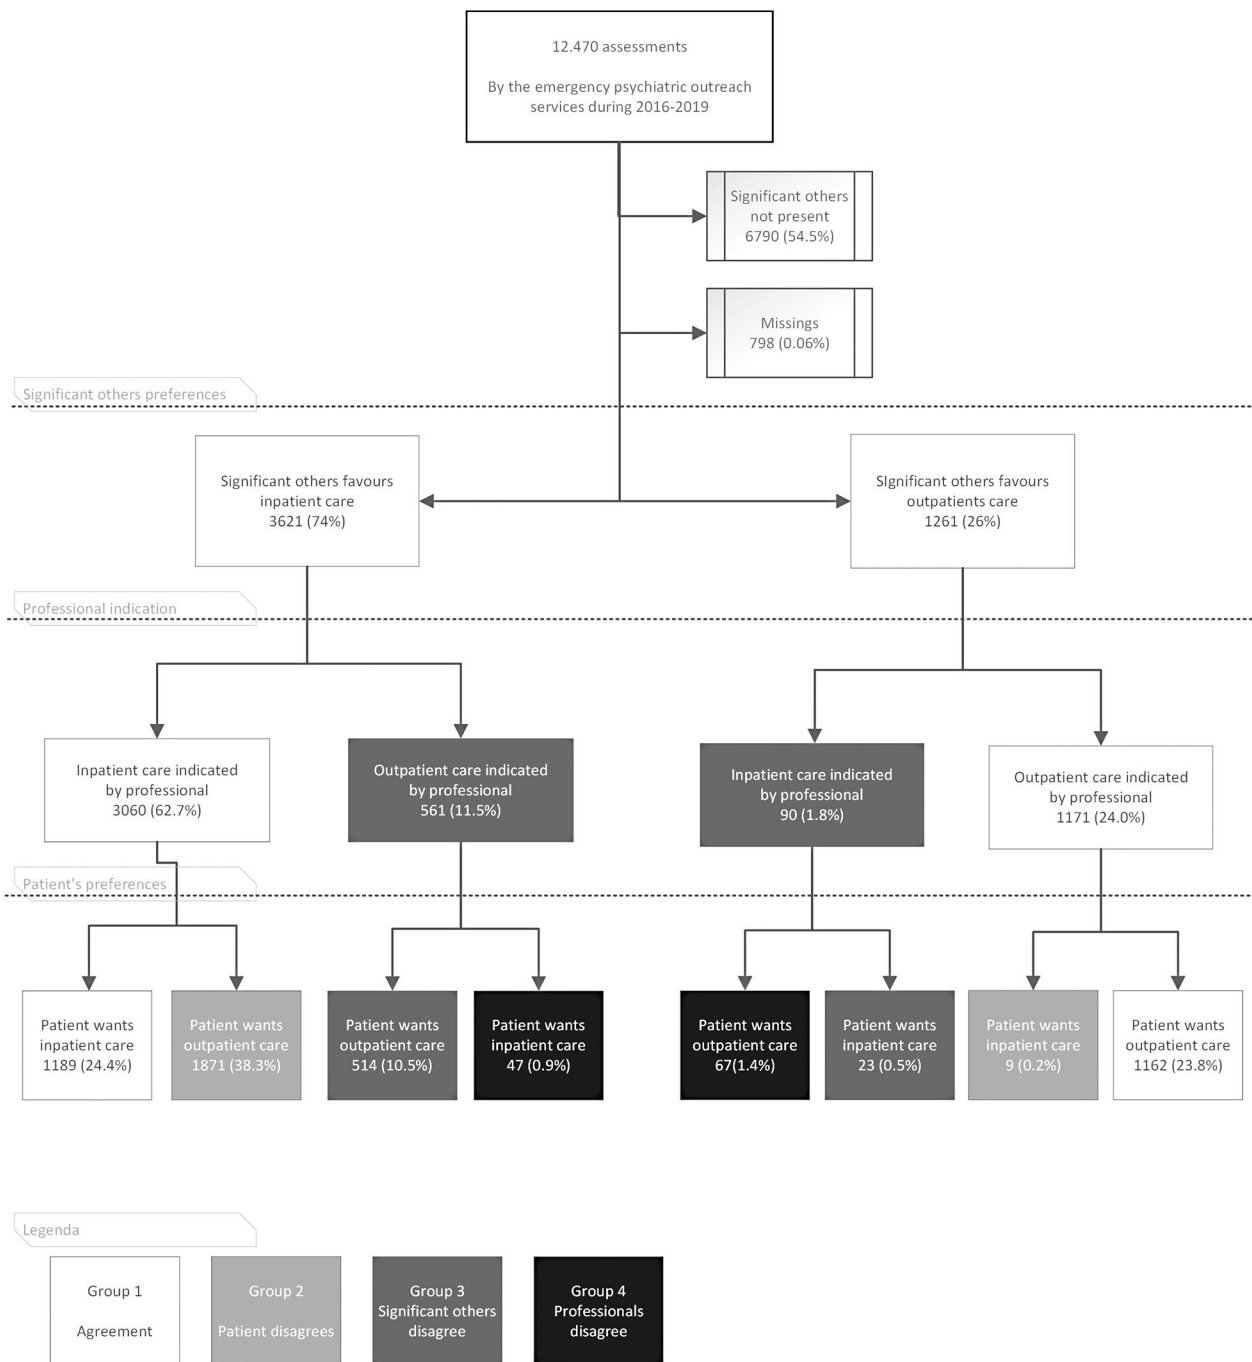 12.470 assessments
By the emergency psychiatric outreach
services during 2016-2019
Significant others
not present
6790 (54.5%)
Missings
798 (0.06%)
Significant others preferences
Significant others favours
inpatient care
3621 (74%)
SIgnificant others favours
outpatients care
1261 (26%)
Professional indication
Inpatient care indicated
by professional
3060 (62.7%)
Outpatient care indicated
by professional
561 (11.5%)
Inpatient care indicated
by professional
90 (1.8%)
Outpatient care indicated
by professional
1171 (24.0%)
Patient's preferences
Patient wants
inpatient care
1189 (24.4%)
Patient wants
outpatient care
1871 (38.3%)
Patient wants
outpatient care
514 (10.5%)
Patient wants
inpatient care
47 (0.9%)
Patient wants
outpatient care
67(1.4%)
Patient wants
inpatient care
23 (0.5%)
Patient wants
inpatient care
9 (0.2%)
Patient wants
outpatient care
1162 (23.8%)
Legenda
Group 1
Agreement
Group 2
Patient disagrees
Group 3
Significant others
disagree
Group 4
Professionals
disagree